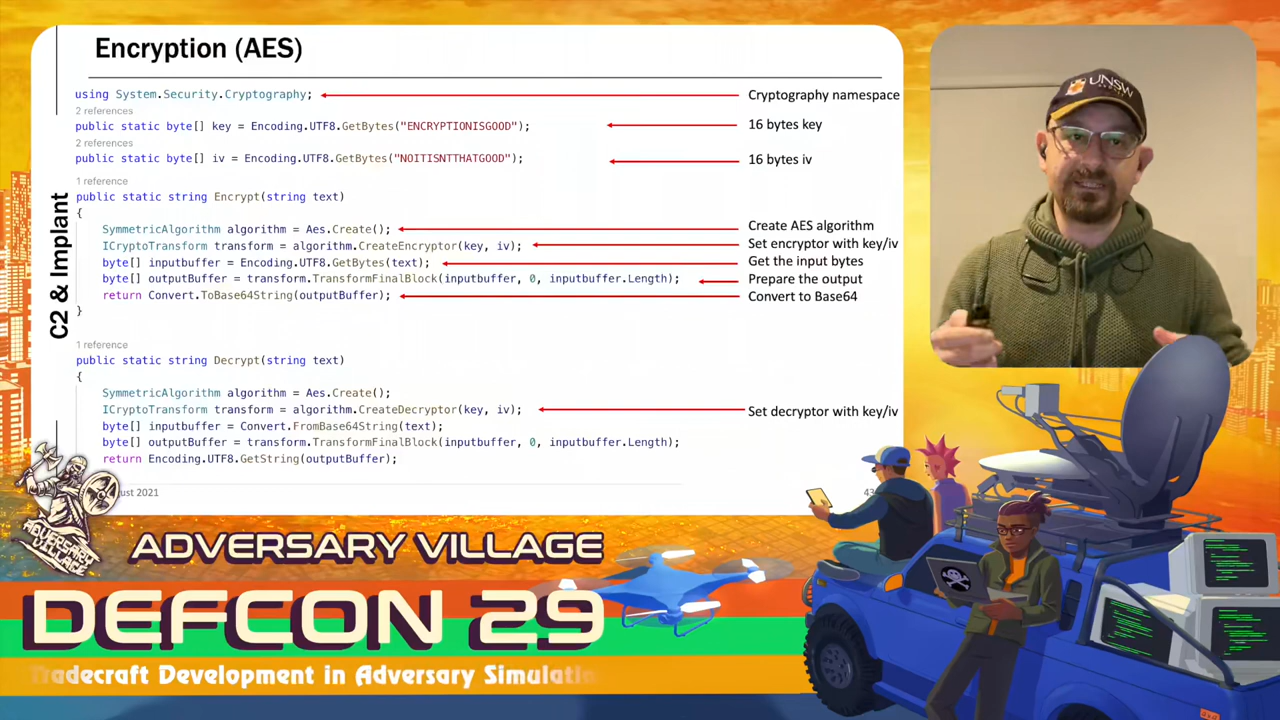 Encryption (AES)
using System.Security.Cryptography;
Cryptography namespace
2 references
public static byte[] key = Encoding.UTF8.GetBytes("ENCRYPTIONISGOOD");
16 bytes key
2 references
public static byte[] iv = Encoding.UTF8.GetBytes("NOITISNTTHATGOOD");
16 bytes iv
1 reference
public static string Encrypt(string text)
{
SymmetricAlgorithm algorithm = Aes.Create();
Create AES algorithm
ICryptoTransform transform = algorithm.CreateEncryptor(key, iv);
Set encryptor with key/iv
byte[] inputbuffer = Encoding.UTF8.GetBytes(text);
Get the input bytes
byte[] outputBuffer = transform.TransformFinalBlock(inputbuffer, 0, inputbuffer.Length);
Prepare the output
return Convert.ToBase64String(outputBuffer);
Convert to Base64
}
1 reference
public static string Decrypt(string text)
{
SymmetricAlgorithm algorithm = Aes.Create();
ICryptoTransform transform = algorithm.CreateDecryptor(key, iv);
Set decryptor with key/iv
byte[] inputbuffer = Convert.FromBase64String(text);
byte[] outputBuffer = transform.TransformFinalBlock(inputbuffer, 0, inputbuffer.Length);
return Encoding.UTF8.GetString(outputBuffer);
C2 & Implant
2021
43
UNSW
ADVERSARY VILLAGE
ADVERSARY VILLAGE
DEFCON 29
Tradecraft Development in Adversary Simulatin